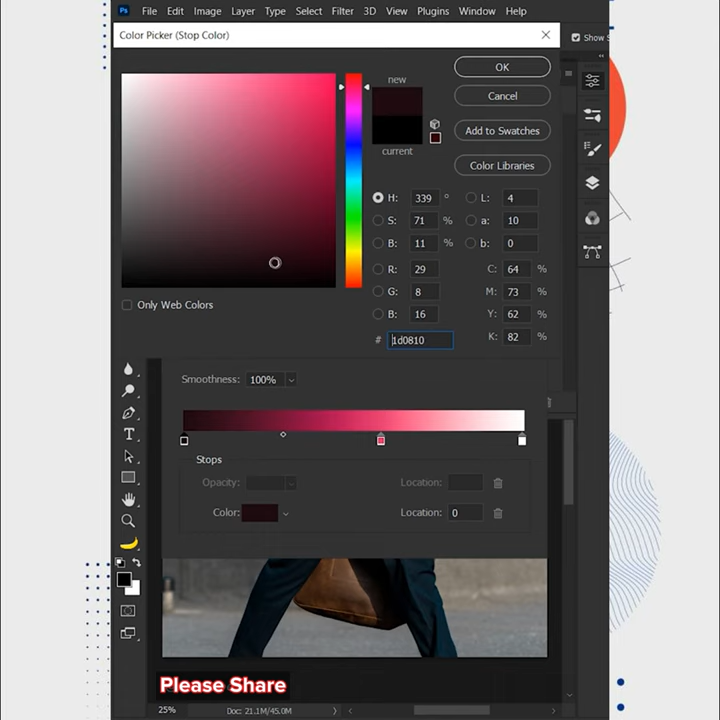 Ps File Edit Image Layer Type Select Filter 3D View Plugins Window Help
Color Picker (Stop Color)
Show S
new
current
OK
Cancel
Add to Swatches
Color Libraries
H: 339 °
S: 71 %
B: 11 %
R: 29
G: 8
B: 16
# 1d0810
L: 4
a: 10
b: 0
C: 64 %
M: 73 %
Y: 62 %
K: 82 %
Only Web Colors
Smoothness: 100%
Stops
Opacity: Location:
Color: Location: 0
Please Share
25% Doc: 21.1M/45.0M